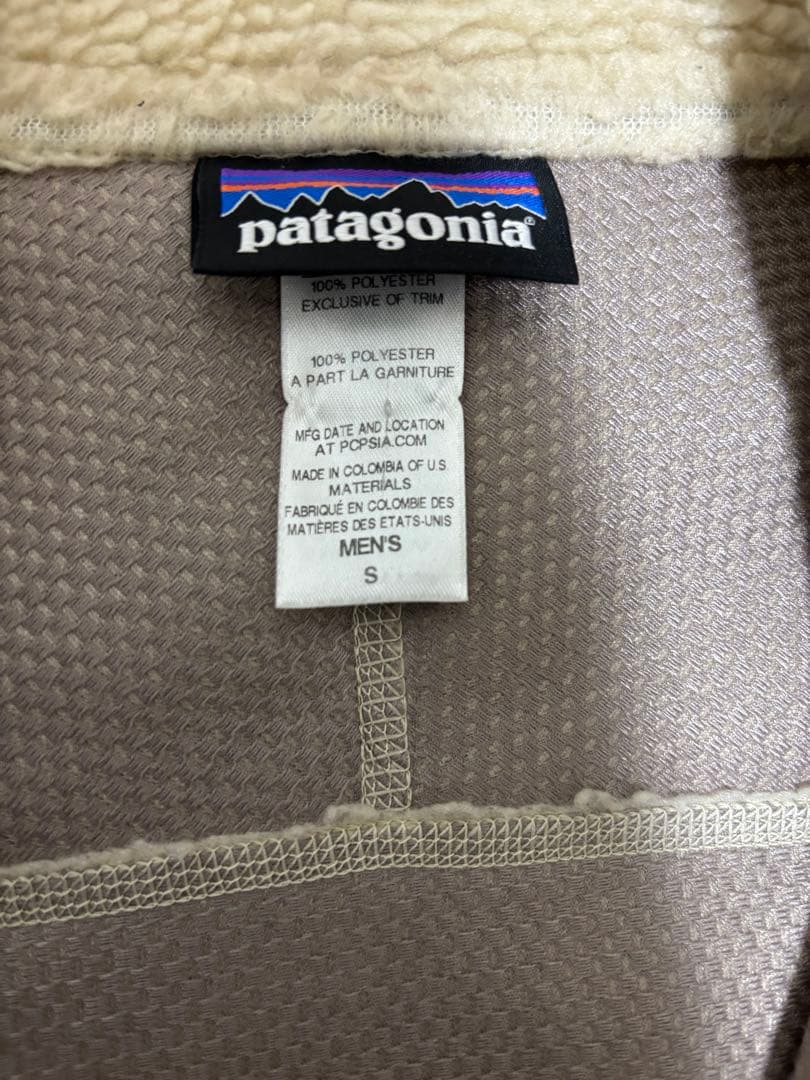 patagonia®
100% POLYESTER
EXCLUSIVE OF TRIM
100% POLYESTER
A PART LA GARNITURE
MFG DATE AND LOCATION
AT PCPSIA.COM
MADE IN COLOMBIA OF U.S.
MATERIALS
FABRIQUÉ EN COLOMBIE DES
MATIÈRES DES ETATS-UNIS
MEN'S
S